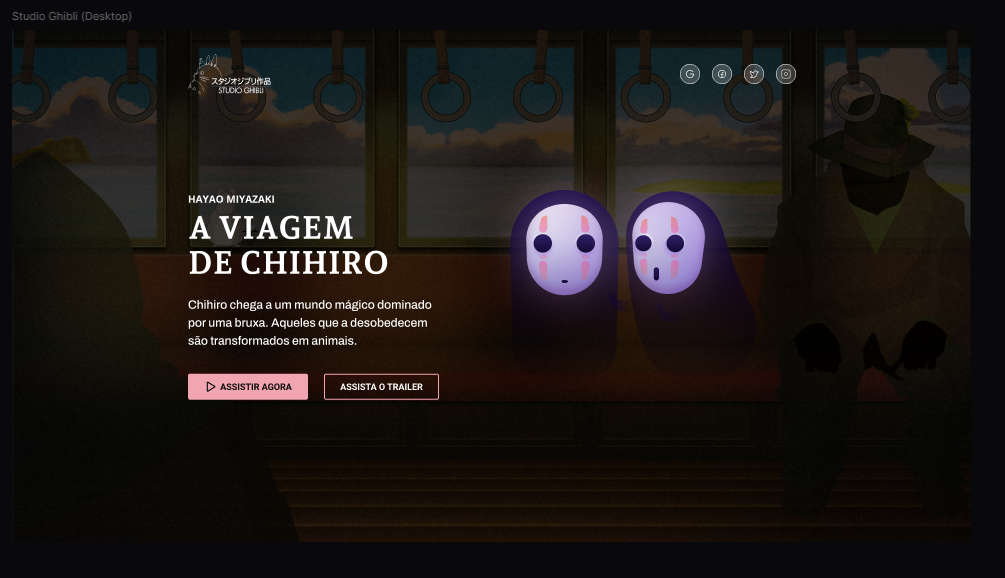 Studio Ghibli (Desktop)
スタジオジブリ作品
STUDIO GHIBLI
HAYAO MIYAZAKI
A VIAGEM
DE CHIHIRO
Chihiro chega a um mundo mágico dominado
por uma bruxa. Aqueles que a desobedecem
são transformados em animais.
ASSISTIR AGORA
ASSISTA O TRAILER